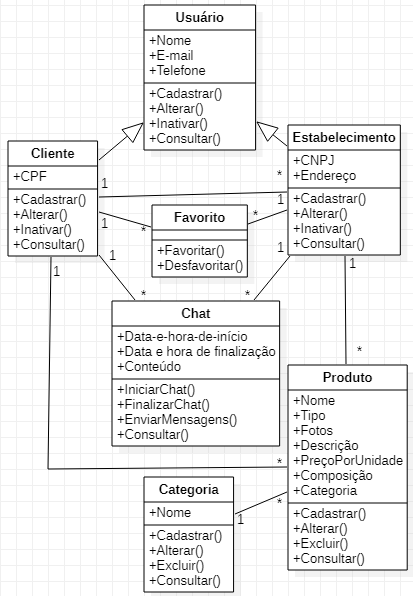 Usuário
+Nome
+E-mail
+Telefone
+Cadastrar()
+Alterar()
+Inativar()
+Consultar()
Cliente
+CPF
+Cadastrar()
+Alterar()
+Inativar()
+Consultar()
Estabelecimento
+CNPJ
+Endereço
+Cadastrar()
+Alterar()
+Inativar()
+Consultar()
1
*
1
1
Favorito
+Favoritar()
+Desfavoritar()
*
*
1
1
1
1
*
*
Chat
+Data-e-hora-de-início
+Data e hora de finalização
+Conteúdo
+IniciarChat()
+FinalizarChat()
+EnviarMensagens()
+Consultar()
*
Produto
+Nome
+Tipo
+Fotos
+Descrição
+PreçoPorUnidade
+Composição
+Categoria
+Cadastrar()
+Alterar()
+Excluir()
+Consultar()
*
*
1
Categoria
+Nome
+Cadastrar()
+Alterar()
+Excluir()
+Consultar()